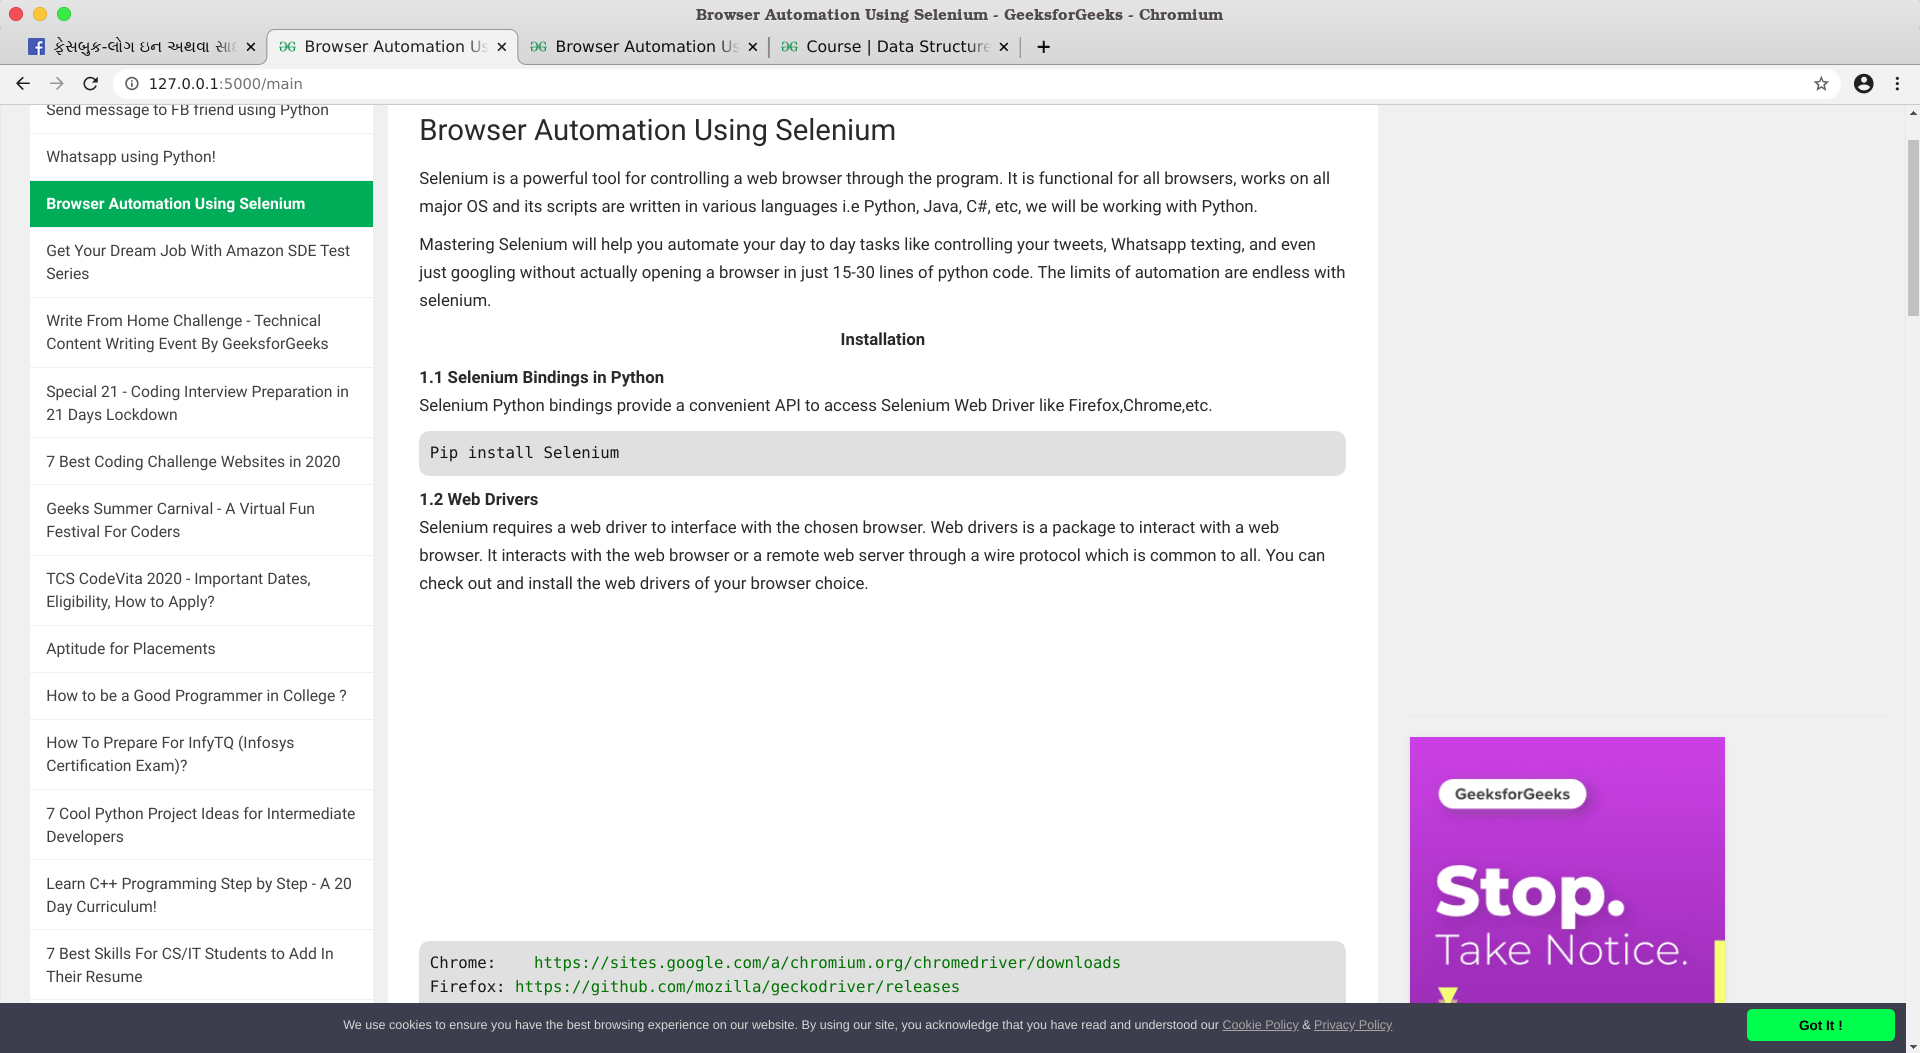 Browser Automation Using Selenium - GeeksforGeeks - Chromium
ફેસબુક-લોગ ઇન અથવા
Browser Automation Us
Browser Automation Us
Course | Data Structure
127.0.0.1:5000/main
Send message to FB friend using Python
Whatsapp using Python!
Browser Automation Using Selenium
Get Your Dream Job With Amazon SDE Test
Series
Write From Home Challenge - Technical
Content Writing Event By GeeksforGeeks
Special 21 - Coding Interview Preparation in
21 Days Lockdown
7 Best Coding Challenge Websites in 2020
Geeks Summer Carnival - A Virtual Fun
Festival For Coders
TCS CodeVita 2020 - Important Dates,
Eligibility, How to Apply?
Aptitude for Placements
How to be a Good Programmer in College ?
How To Prepare For InfyTQ (Infosys
Certification Exam)?
7 Cool Python Project Ideas for Intermediate
Developers
Learn C++ Programming Step by Step - A 20
Day Curriculum!
7 Best Skills For CS/IT Students to Add In
Their Resume
Browser Automation Using Selenium
Selenium is a powerful tool for controlling a web browser through the program. It is functional for all browsers, works on all
major OS and its scripts are written in various languages i.e Python, Java, C#, etc, we will be working with Python.
Mastering Selenium will help you automate your day to day tasks like controlling your tweets, Whatsapp texting, and even
just googling without actually opening a browser in just 15-30 lines of python code. The limits of automation are endless with
selenium.
Installation
1.1 Selenium Bindings in Python
Selenium Python bindings provide a convenient API to access Selenium Web Driver like Firefox,Chrome,etc.
Pip install Selenium
1.2 Web Drivers
Selenium requires a web driver to interface with the chosen browser. Web drivers is a package to interact with a web
browser. It interacts with the web browser or a remote web server through a wire protocol which is common to all. You can
check out and install the web drivers of your browser choice.
Chrome: https://sites.google.com/a/chromium.org/chromedriver/downloads
Firefox: https://github.com/mozilla/geckodriver/releases
GeeksforGeeks
Stop.
Take Notice.
We use cookies to ensure you have the best browsing experience on our website. By using our site, you acknowledge that you have read and understood our Cookie Policy & Privacy Policy
Got It !